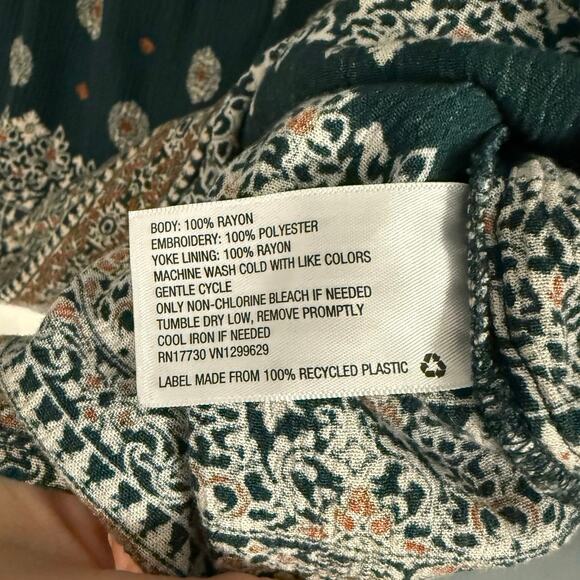 BODY: 100% RAYON
EMBROIDERY: 100% POLYESTER
YOKE LINING: 100% RAYON
MACHINE WASH COLD WITH LIKE COLORS
GENTLE CYCLE
ONLY NON-CHLORINE BLEACH IF NEEDED
TUMBLE DRY LOW, REMOVE PROMPTLY
COOL IRON IF NEEDED
RN17730 VN1299629
LABEL MADE FROM 100% RECYCLED PLASTIC